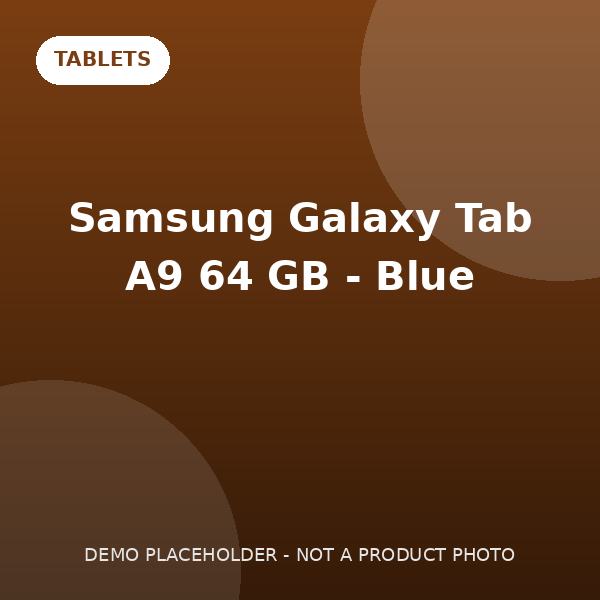 TABLETS
Samsung Galaxy Tab
A9 64 GB - Blue
DEMO PLACEHOLDER - NOT A PRODUCT PHOTO